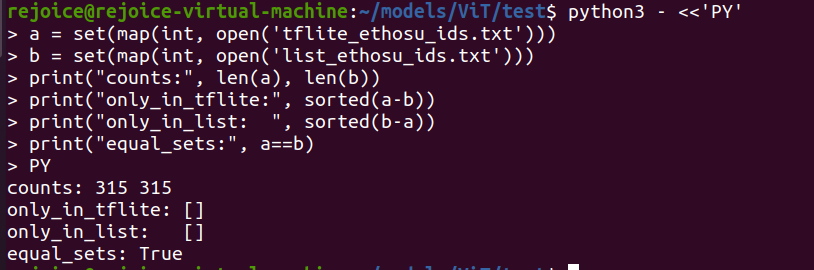 rejoice@rejoice-virtual-machine:~/models/ViT/test$ python3 - <<'PY'
> a = set(map(int, open('tflite_ethosu_ids.txt')))
> b = set(map(int, open('list_ethosu_ids.txt')))
> print("counts:", len(a), len(b))
> print("only_in_tflite:", sorted(a-b))
> print("only_in_list:  ", sorted(b-a))
> print("equal_sets:", a==b)
> PY
counts: 315 315
only_in_tflite: []
only_in_list:   []
equal_sets: True